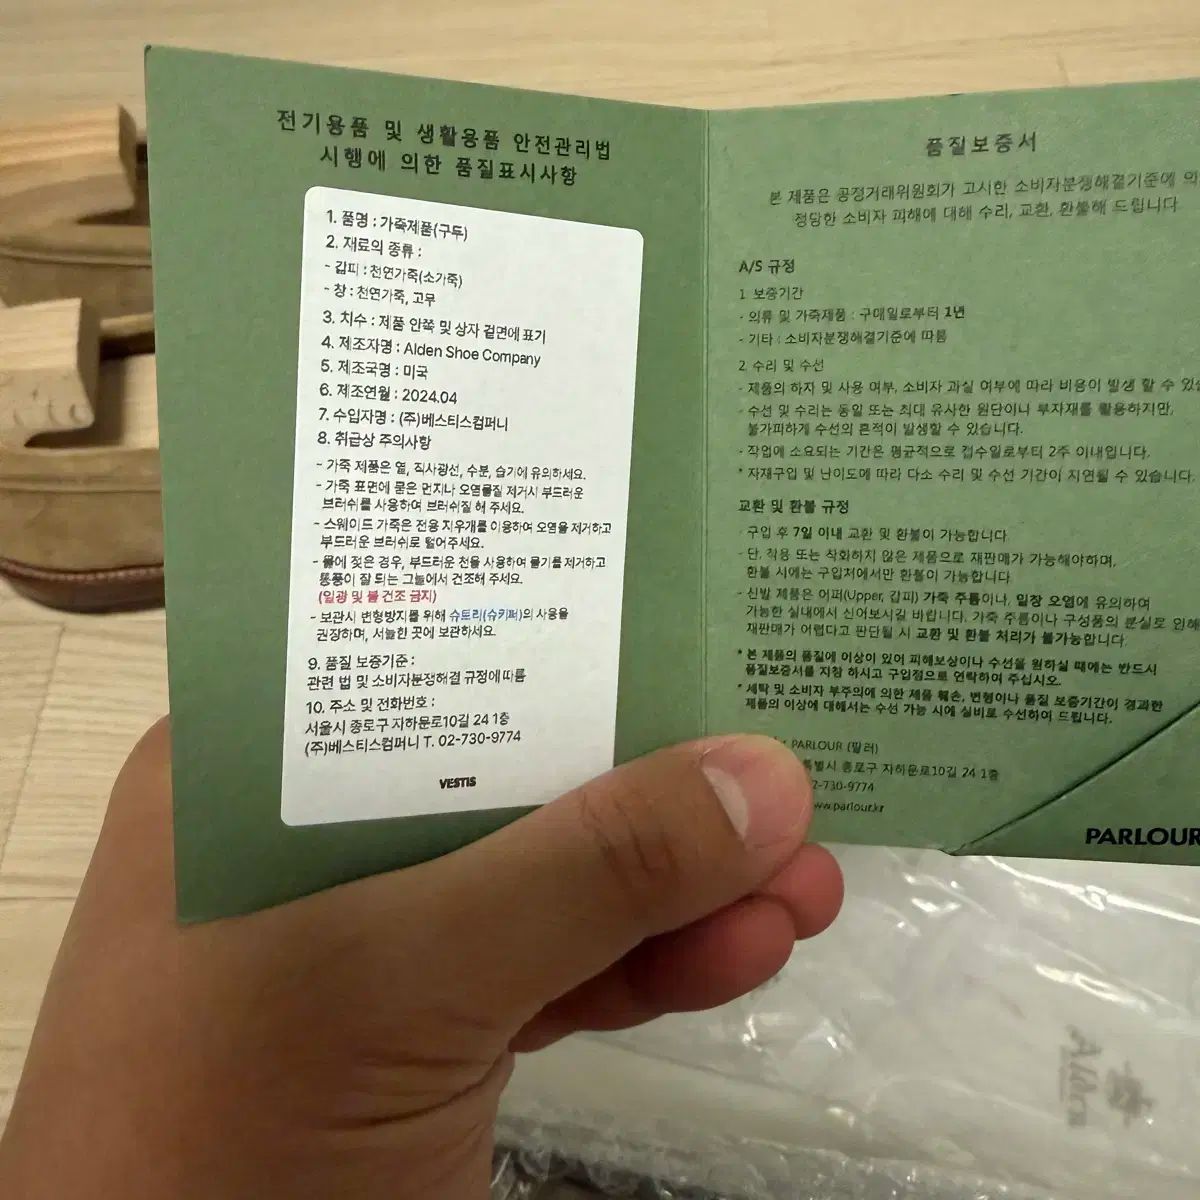 전기용품 및 생활용품 안전관리법
시행에 의한 품질표시사항
1. 품명 : 가죽제품(구두)
2. 재료의 종류 :
- 갑피 : 천연가죽(소가죽)
- 창 : 천연가죽, 고무
3. 치수 : 제품 안쪽 및 상자 겉면에 표기
4. 제조자명 : Alden Shoe Company
5. 제조국명 : 미국
6. 제조연월 : 2024.04
7. 수입자명 : (주)베스티스컴퍼니
8. 취급상 주의사항
- 가죽 제품은 열, 직사광선, 수분, 습기에 유의하세요.
- 가죽 표면에 묻은 먼지나 오염물질 제거시 부드러운
브러쉬를 사용하여 브러쉬질 해 주세요.
- 스웨이드 가죽은 전용 지우개를 이용하여 오염을 제거하고
부드러운 브러쉬로 털어주세요.
- 물에 젖은 경우, 부드러운 천을 사용하여 물기를 제거하고
통풍이 잘 되는 그늘에서 건조해 주세요.
(일광 및 불 건조 금지)
- 보관시 변형방지를 위해 슈트리(슈키퍼)의 사용을
권장하며, 서늘한 곳에 보관하세요.
9. 품질 보증기준 :
관련 법 및 소비자분쟁해결 규정에 따름
10. 주소 및 전화번호 :
서울시 종로구 자하문로10길 24 1층
(주)베스티스컴퍼니 T. 02-730-9774
VESTIS
품질보증서
본 제품은 공정거래위원회가 고시한 소비자분쟁해결기준에 의
정당한 소비자 피해에 대해 수리, 교환, 환불해 드립니다.
A/S 규정
1. 보증기간
- 의류 및 가죽제품 : 구매일로부터 1년
- 기타 : 소비자분쟁해결기준에 따름
2. 수리 및 수선
- 제품의 하자 및 사용 여부, 소비자 과실 여부에 따라 비용이 발생 할 수 있
- 수선 및 수리는 동일 또는 최대 유사한 원단이나 부자재를 활용하지만,
불가피하게 수선의 흔적이 발생할 수 있습니다.
- 작업에 소요되는 기간은 평균적으로 접수일로부터 2주 이내입니다.
* 자재구입 및 난이도에 따라 다소 수리 및 수선 기간이 지연될 수 있습니다.
교환 및 환불 규정
- 구입 후 7일 이내 교환 및 환불이 가능합니다.
- 단, 착용 또는 착화하지 않은 제품으로 재판매가 가능해야하며,
환불 시에는 구입처에서만 환불이 가능합니다.
- 신발 제품은 어퍼(Upper, 갑피) 가죽 주름이나, 밑창 오염에 유의하여
가능한 실내에서 신어보시길 바랍니다. 가죽 주름이나 구성품의 분실로 인해
재판매가 어렵다고 판단될 시 교환 및 환불 처리가 불가능합니다.
* 본 제품의 품질에 이상이 있어 피해보상이나 수선을 원하실 때에는 반드시
품질보증서를 지참 하시고 구입점으로 연락하여 주십시오.
* 세탁 및 소비자 부주의에 의한 제품 훼손, 변형이나 품질 보증기간이 경과한
제품의 이상에 대해서는 수선 가능 시에 실비로 수선하여 드립니다.
PARLOUR (팔러)
특별시 종로구 자하문로10길 24 1층
2-730-9774
www.parlour.kr
PARLOUR
Alden